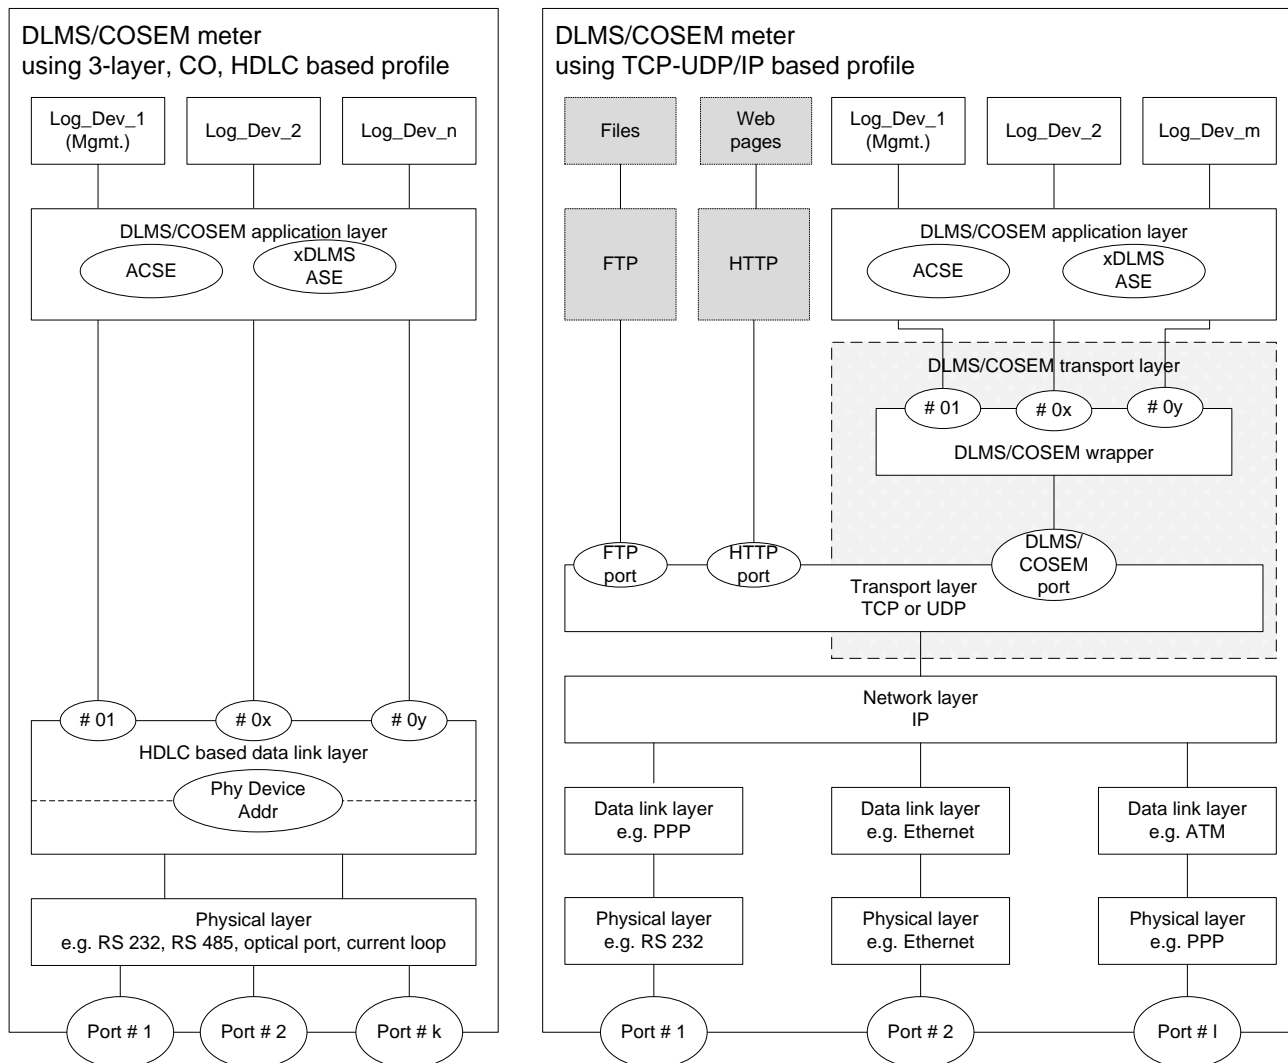 DLMS/COSEM meter
using 3-layer, CO, HDLC based profile
Log_Dev_1
(Mgmt.)
Log_Dev_2
Log_Dev_n
DLMS/COSEM application layer
ACSE
xDLMS
ASE
# 01
# 0x
# 0y
HDLC based data link layer
Phy Device
Addr
Physical layer
e.g. RS 232, RS 485, optical port, current loop
Port # 1
Port # 2
Port # k
DLMS/COSEM meter
using TCP-UDP/IP based profile
Files
Web
pages
Log_Dev_1
(Mgmt.)
Log_Dev_2
Log_Dev_m
FTP
HTTP
DLMS/COSEM application layer
ACSE
xDLMS
ASE
DLMS/COSEM transport layer
# 01
# 0x
# 0y
DLMS/COSEM wrapper
FTP
port
HTTP
port
DLMS/
COSEM
port
Transport layer
TCP or UDP
Network layer
IP
Data link layer
e.g. PPP
Data link layer
e.g. Ethernet
Data link layer
e.g. ATM
Physical layer
e.g. RS 232
Physical layer
e.g. Ethernet
Physical layer
e.g. PPP
Port # 1
Port # 2
Port # l